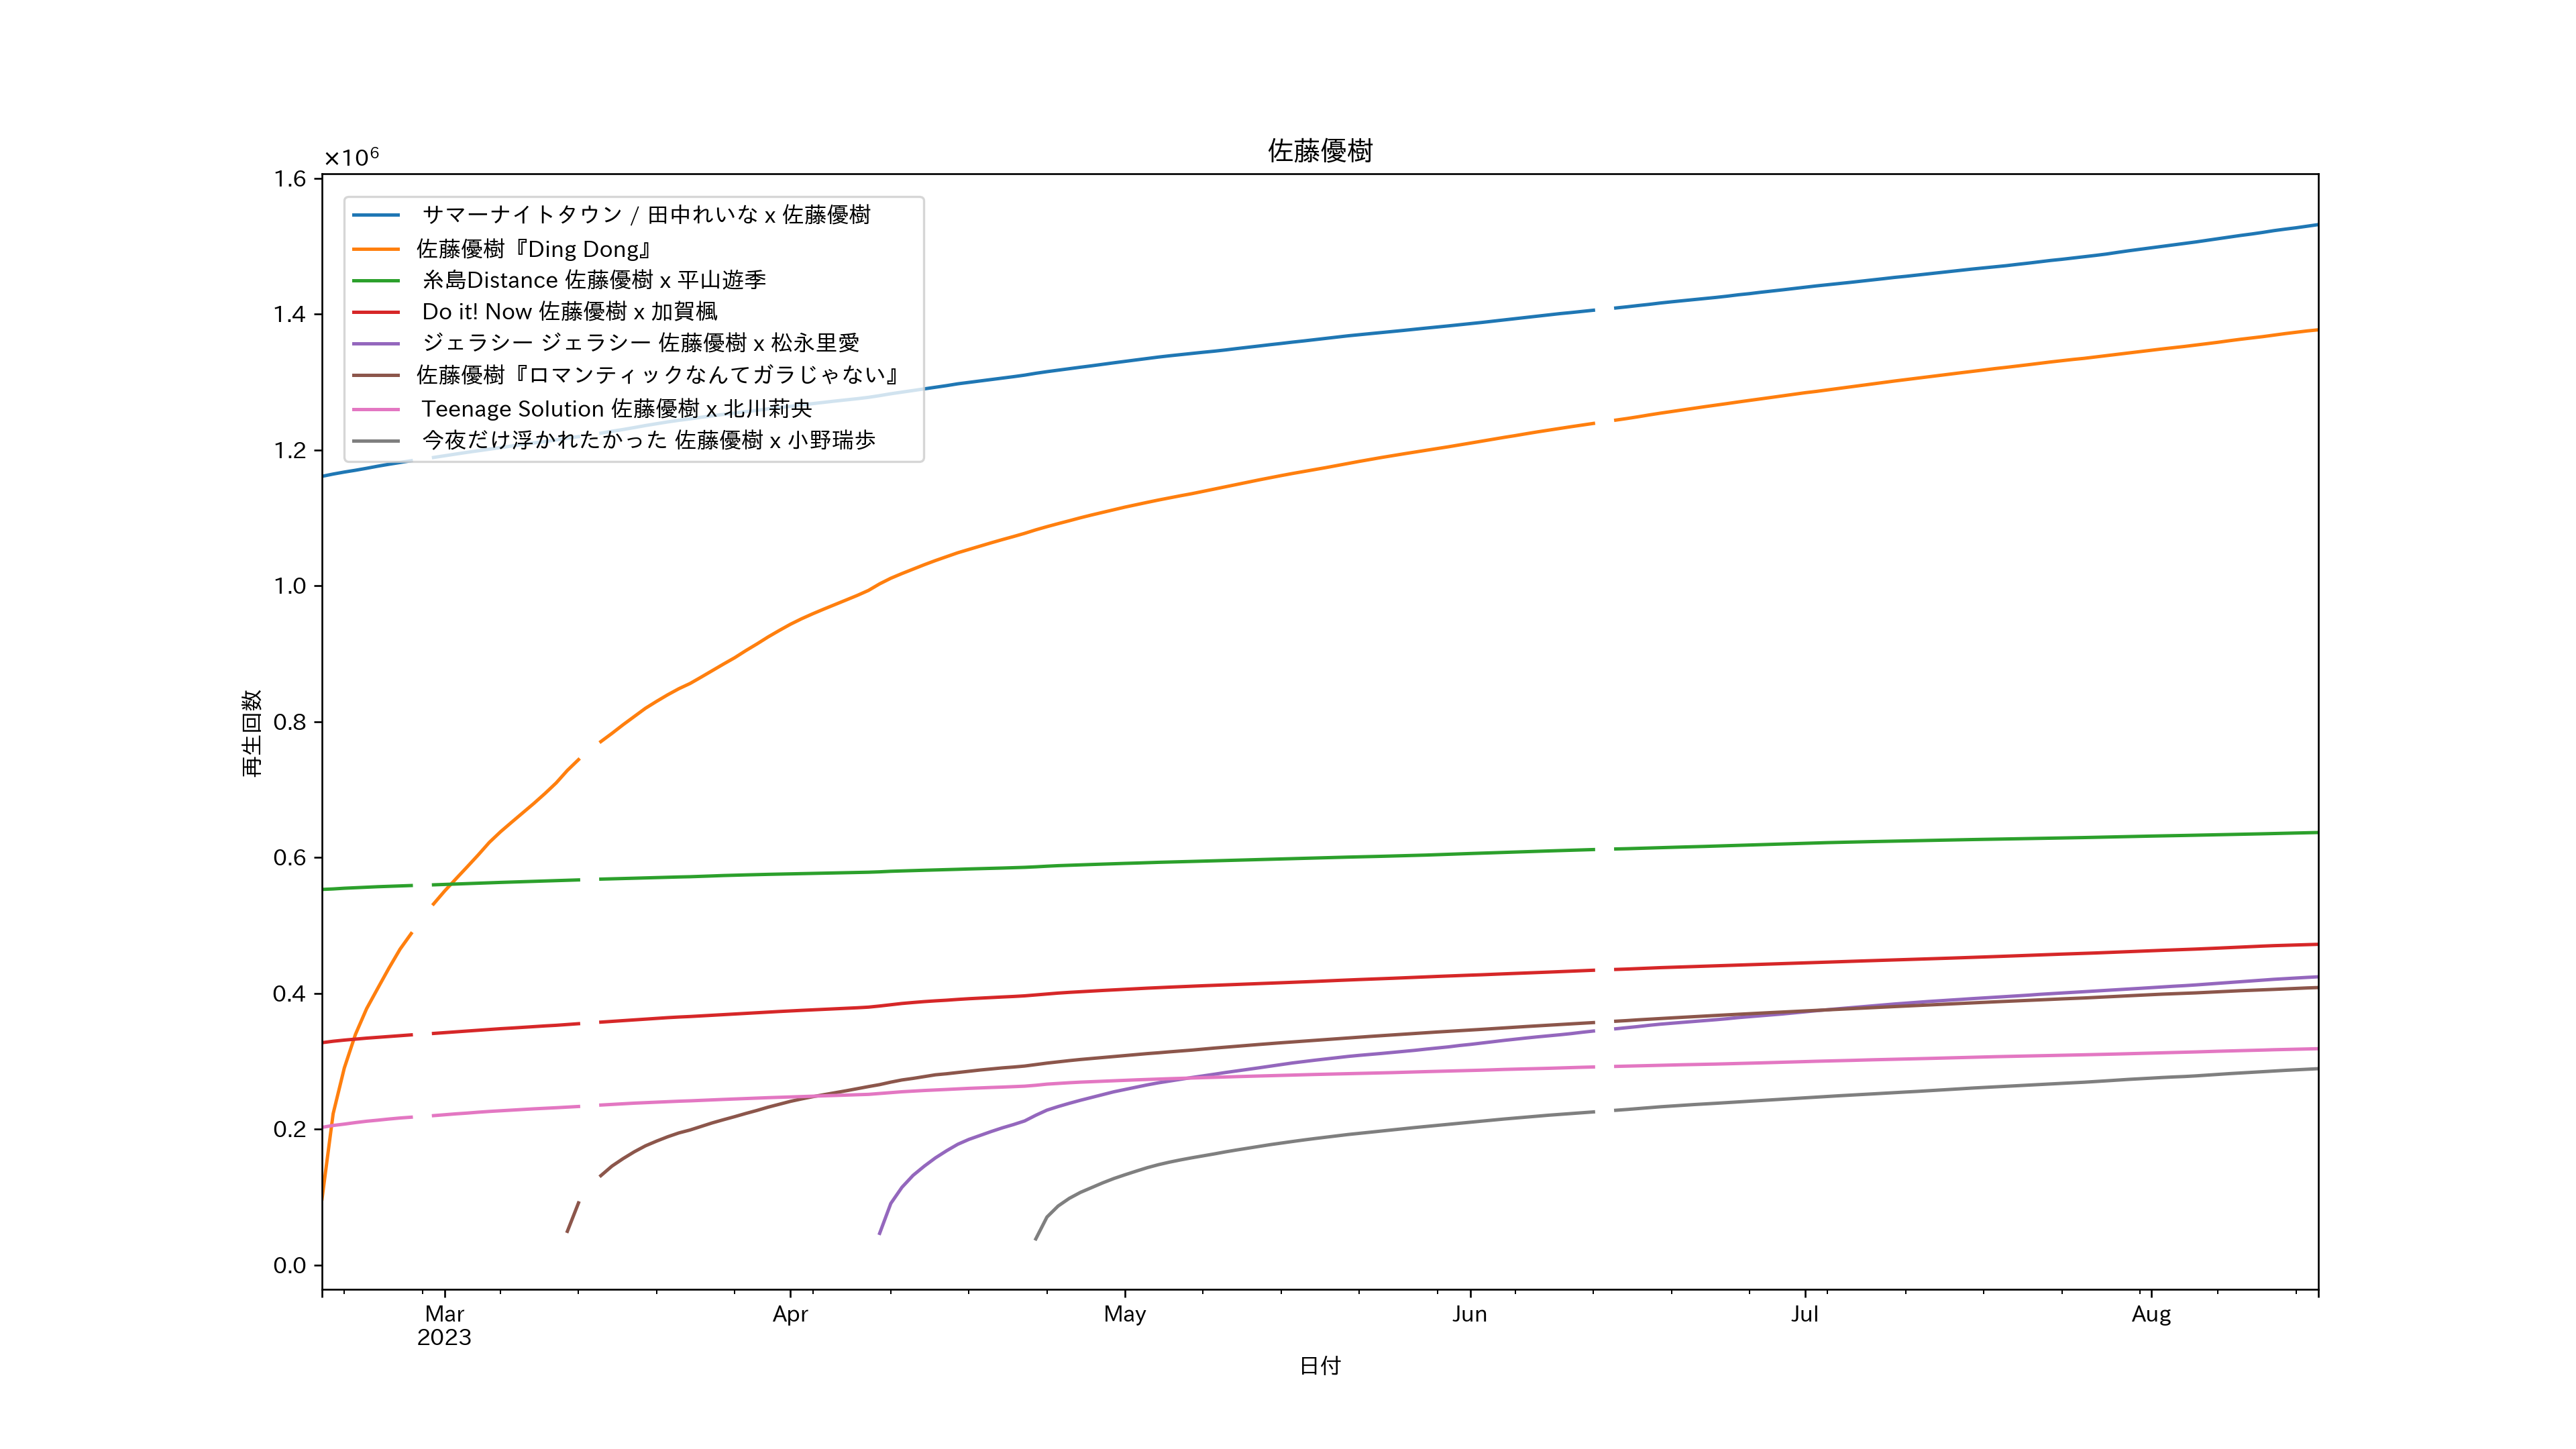 佐藤優樹
×10⁶
1.6
1.4
1.2
1.0
0.8
0.6
0.4
0.2
0.0
再生回数
サマーナイトタウン / 田中れいな x 佐藤優樹
佐藤優樹『Ding Dong』
糸島Distance 佐藤優樹 x 平山遊季
Do it! Now 佐藤優樹 x 加賀楓
ジェラシー ジェラシー 佐藤優樹 x 松永里愛
佐藤優樹『ロマンティックなんてガラじゃない』
Teenage Solution 佐藤優樹 x 北川莉央
今夜だけ浮かれたかった 佐藤優樹 x 小野瑞歩
Mar Apr May Jun Jul Aug
2023
日付